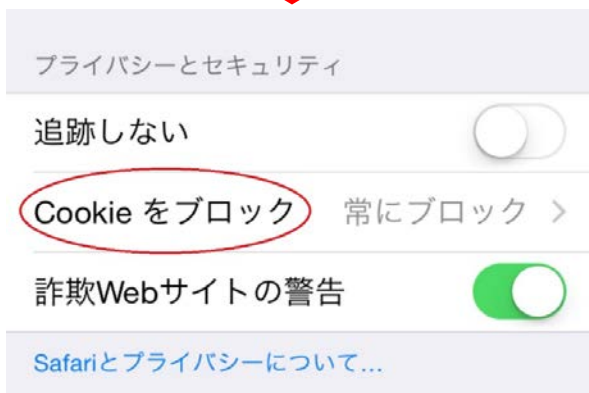 プライバシーとセキュリティ
追跡しない
Cookie をブロック 常にブロック >
詐欺Webサイトの警告
Safariとプライバシーについて...